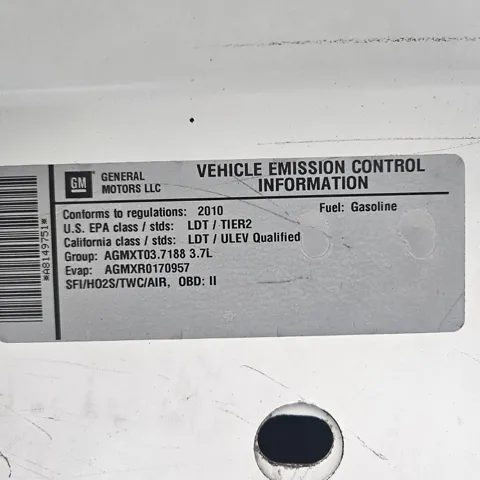 *A8149751*
GM
GENERAL
MOTORS LLC
VEHICLE EMISSION CONTROL
INFORMATION
Conforms to regulations: 2010 Fuel: Gasoline
U.S. EPA class / stds: LDT / TIER2
California class / stds: LDT / ULEV Qualified
Group: AGMXT03.7188 3.7L
Evap: AGMXR0170957
SFI/HO2S/TWC/AIR, OBD: II